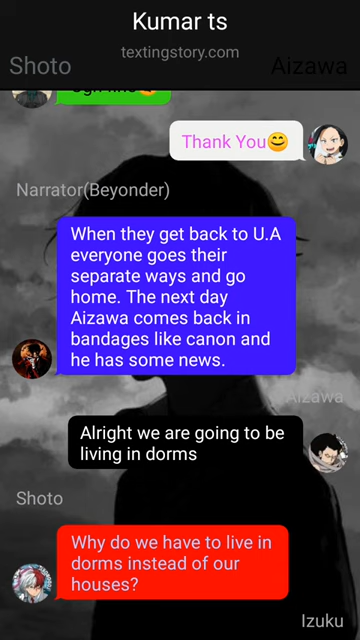 Kumar ts
textingstory.com
Shoto
Aizawa
Thank You😊
Narrator(Beyonder)
When they get back to U.A
everyone goes their
separate ways and go
home. The next day
Aizawa comes back in
bandages like canon and
he has some news.
Aizawa
Alright we are going to be
living in dorms
Shoto
Why do we have to live in
dorms instead of our
houses?
Izuku